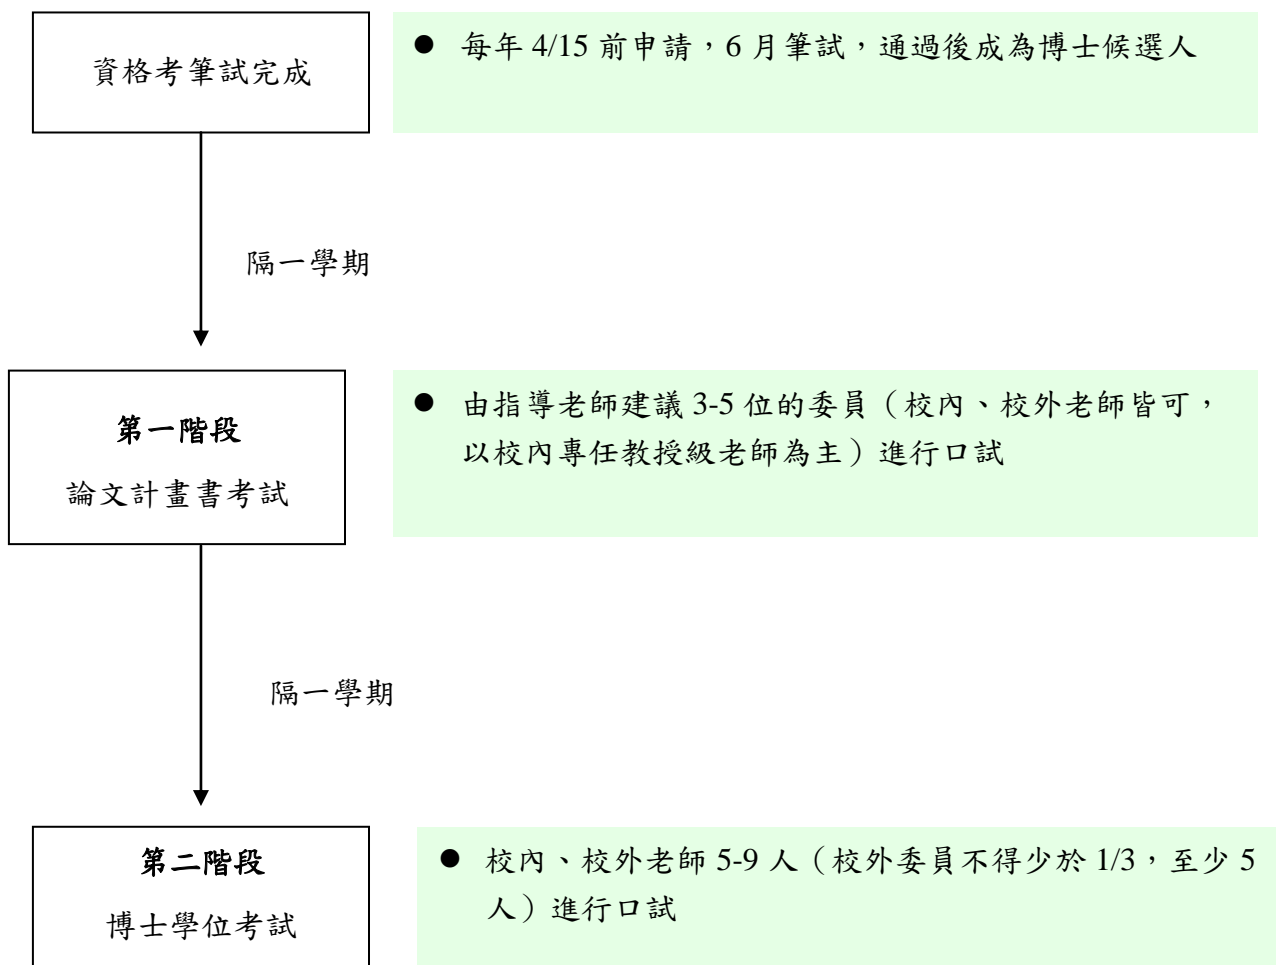 資格考筆試完成
● 每年 4/15 前申請，6 月筆試，通過後成為博士候選人
隔一學期
第一階段
論文計畫書考試
● 由指導老師建議 3-5 位的委員（校內、校外老師皆可，
以校內專任教授級老師為主）進行口試
隔一學期
第二階段
博士學位考試
● 校內、校外老師 5-9 人（校外委員不得少於 1/3，至少 5
人）進行口試